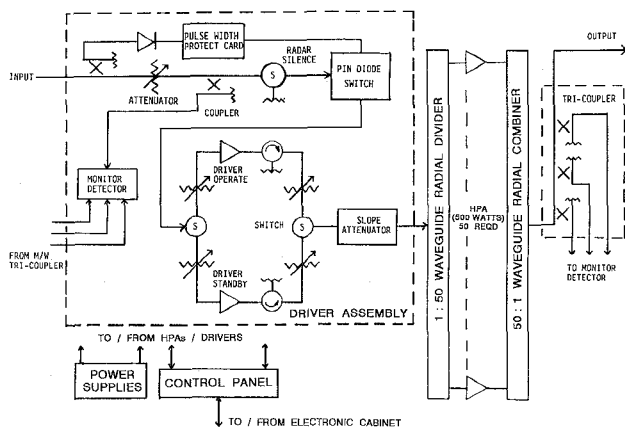 PULSE WIDTH
PROTECT CARD
RADAR
SILENCE
OUTPUT
INPUT
S
PIN DIODE
SWITCH
ATTENUATOR
COUPLER
TRI-COUPLER
MONITOR
DETECTOR
DRIVER
OPERATE
S
SWITCH
S
SLOPE
ATTENUATOR
1 : 50 WAVEGUIDE RADIAL DIVIDER
HPA
(500 WATTS)
50 REQD
50 : 1 WAVEGUIDE RADIAL COMBINER
FROM M/W
TRI-COUPLER
DRIVER
STANDBY
TO MONITOR
DETECTOR
DRIVER ASSEMBLY
TO / FROM HPAs / DRIVERS
POWER
SUPPLIES
CONTROL PANEL
TO / FROM ELECTRONIC CABINET